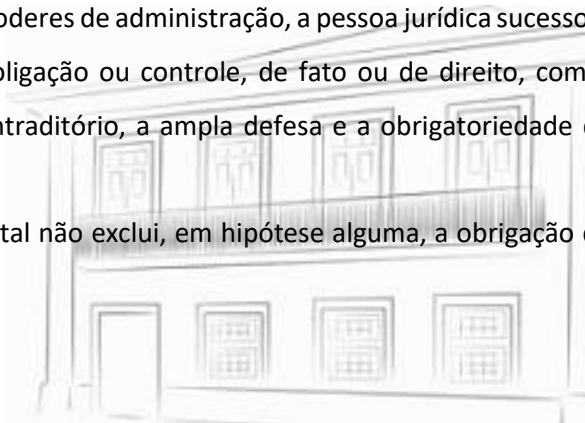 oderes de administração, a pessoa jurídica sucesso
oligação ou controle, de fato ou de direito, com
ntraditório, a ampla defesa e a obrigatoriedade
tal não exclui, em hipótese alguma, a obrigação